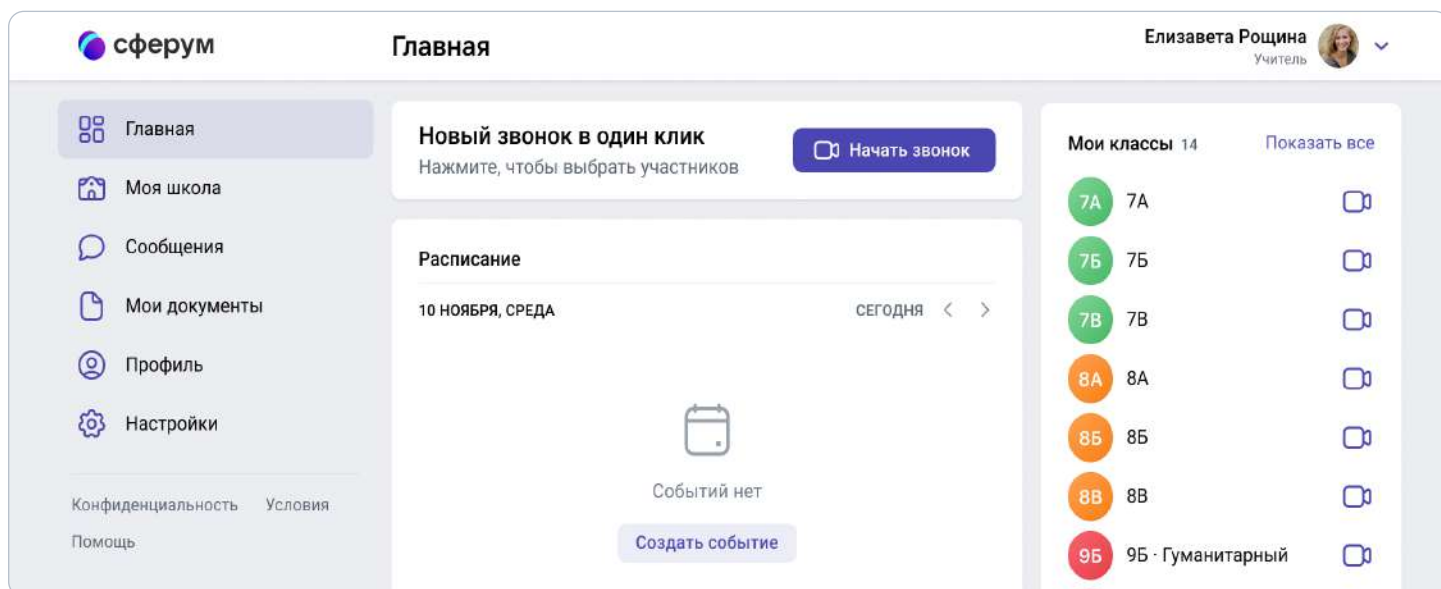 сферум
Главная
Елизавета Рощина
Учитель
Главная
Моя школа
Сообщения
Мои документы
Профиль
Настройки
Конфиденциальность Условия
Помощь
Новый звонок в один клик
Нажмите, чтобы выбрать участников
Начать звонок
Расписание
10 НОЯБРЯ, СРЕДА СЕГОДНЯ
Событий нет
Создать событие
Мои классы 14 Показать все
7А 7А
7Б 7Б
7В 7В
8А 8А
8Б 8Б
8В 8В
9Б 9Б · Гуманитарный